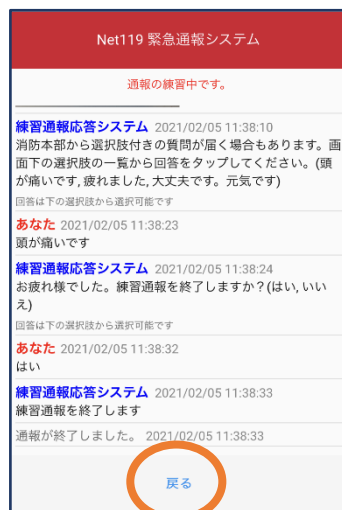 Net119 緊急通報システム
通報の練習中です。
練習通報応答システム 2021/02/05 11:38:10
消防本部から選択肢付きの質問が届く場合もあります。画
面下の選択肢の一覧から回答をタップしてください。(頭
が痛いです, 疲れました, 大丈夫です。元気です)
回答は下の選択肢から選択可能です
あなた 2021/02/05 11:38:23
頭が痛いです
練習通報応答システム 2021/02/05 11:38:24
お疲れ様でした。練習通報を終了しますか？(はい, いい
え)
回答は下の選択肢から選択可能です
あなた 2021/02/05 11:38:32
はい
練習通報応答システム 2021/02/05 11:38:33
練習通報を終了します
通報が終了しました。 2021/02/05 11:38:33
戻る